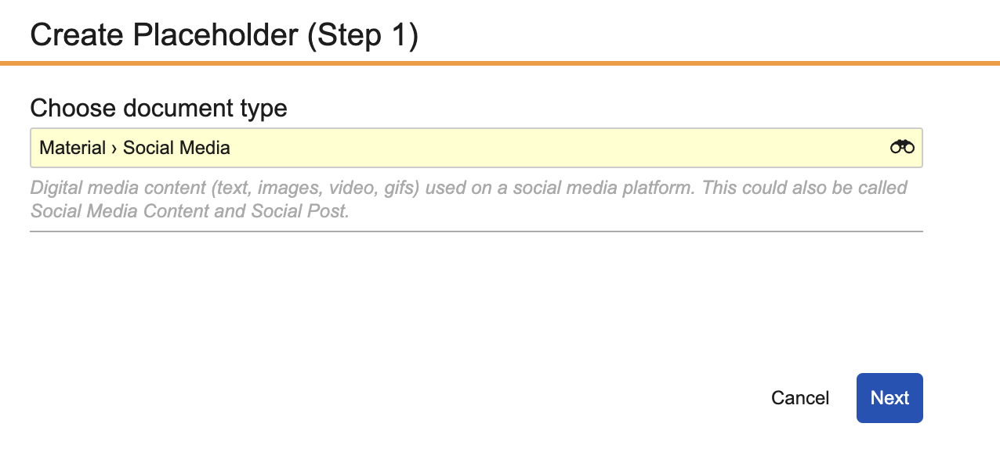 Create Placeholder (Step 1)
Choose document type
Material › Social Media
Digital media content (text, images, video, gifs) used on a social media platform. This could also be called
Social Media Content and Social Post.
Cancel
Next